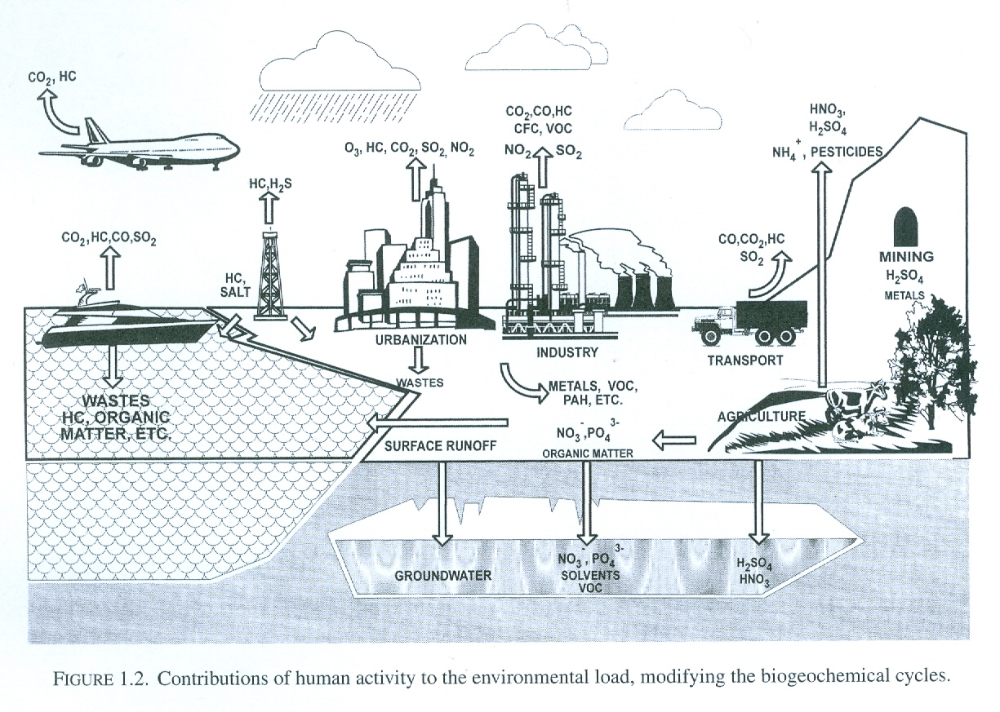 CO₂, HC
HNO₃,
H₂SO₄
NH₄⁺, PESTICIDES
CO₂,CO,HC
CFC, VOC
NO₂ SO₂
O₃, HC, CO₂, SO₂, NO₂
HC,H₂S
CO₂,HC,CO,SO₂
CO,CO₂,HC
SO₂
MINING
H₂SO₄
METALS
HC,
SALT
URBANIZATION
INDUSTRY
TRANSPORT
WASTES
METALS, VOC,
PAH, ETC.
WASTES
HC, ORGANIC
MATTER, ETC.
AGRICULTURE
NO₃⁻,PO₄³⁻
ORGANIC MATTER
SURFACE RUNOFF
GROUNDWATER
NO₃⁻, PO₄³⁻
SOLVENTS
VOC
H₂SO₄
HNO₃
FIGURE 1.2. Contributions of human activity to the environmental load, modifying the biogeochemical cycles.